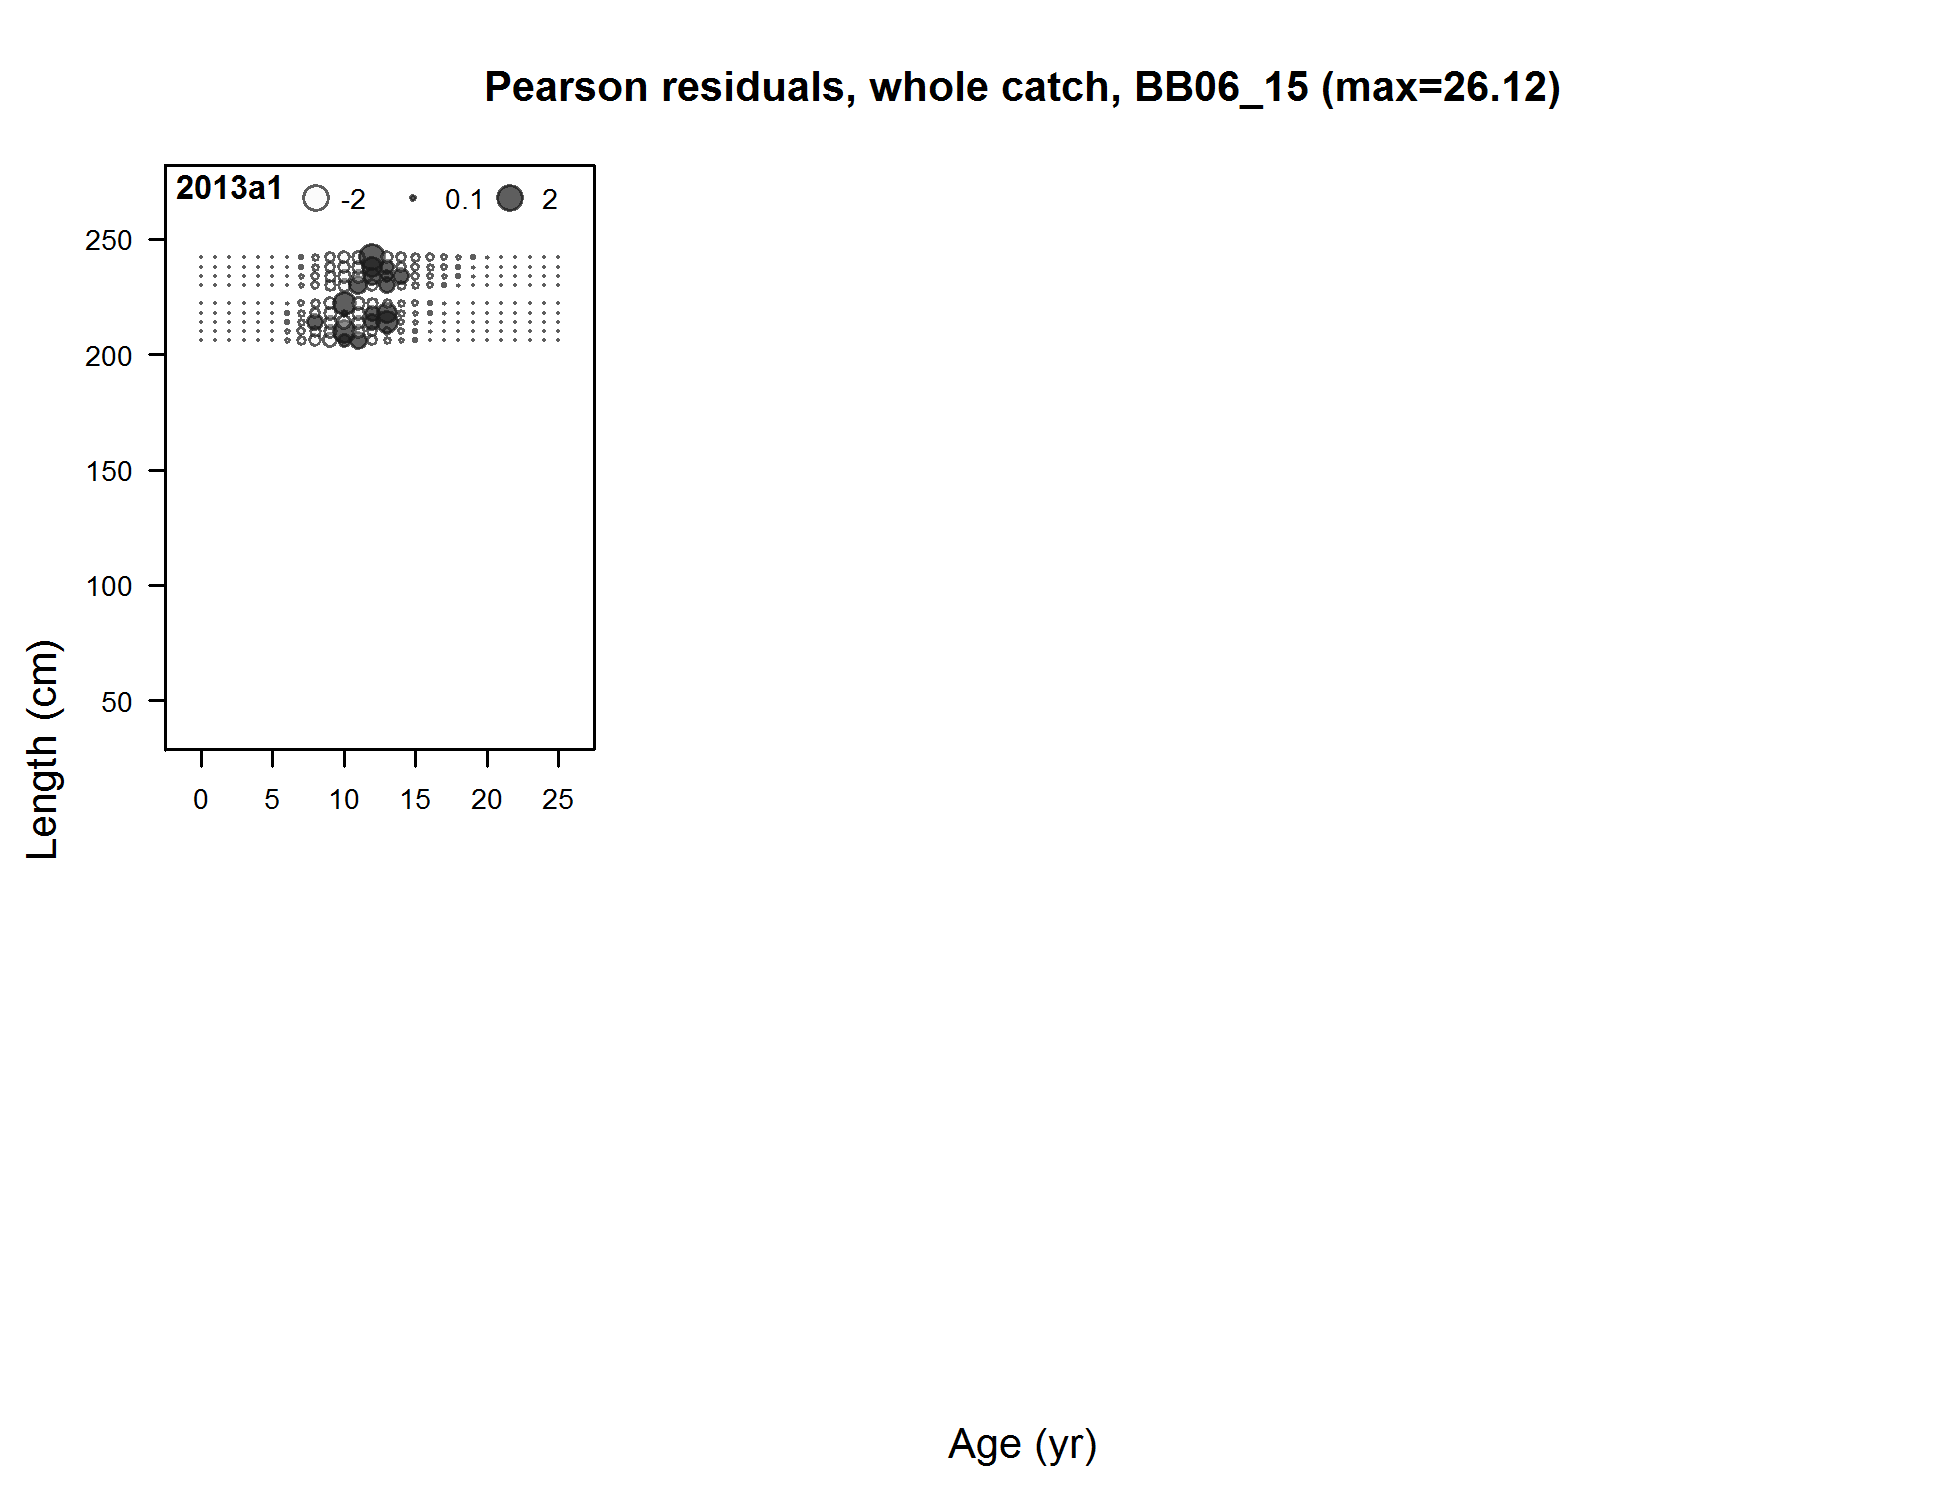 Pearson residuals, whole catch, BB06_15 (max=26.12)
2013a1 -2 0.1 2
250
200
150
100
50
Length (cm)
0 5 10 15 20 25
Age (yr)